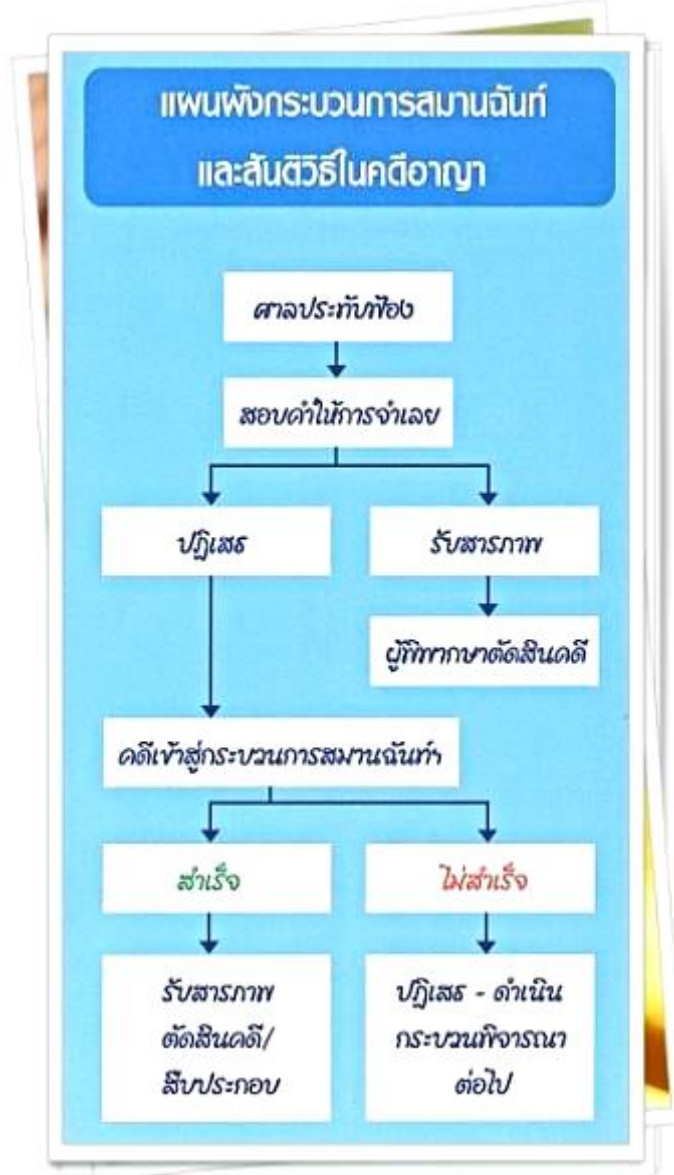 แผนผังกระบวนการสมานฉันท์
และสันติวิธีในคดีอาญา
ศาลประทับฟ้อง
สอบคำให้การจำเลย
ปฏิเสธ
รับสารภาพ
ผู้พิพากษาตัดสินคดี
คดีเข้าสู่กระบวนการสมานฉันท์ฯ
สำเร็จ
ไม่สำเร็จ
รับสารภาพ
ตัดสินคดี/
สืบประกอบ
ปฏิเสธ - ดำเนิน
กระบวนพิจารณา
ต่อไป